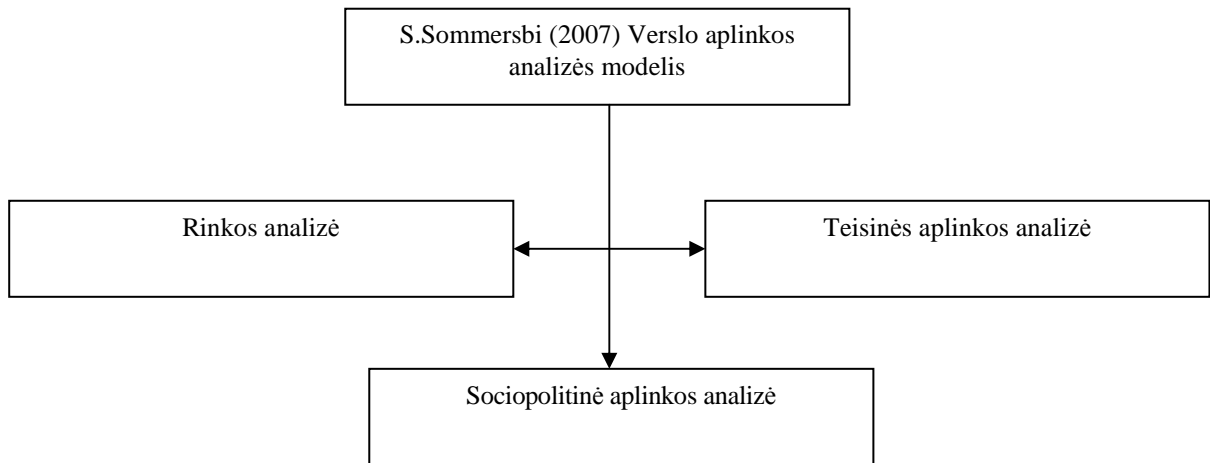 S.Sommersbi (2007) Verslo aplinkos
analizės modelis
Rinkos analizė
Teisinės aplinkos analizė
Sociopolitinė aplinkos analizė